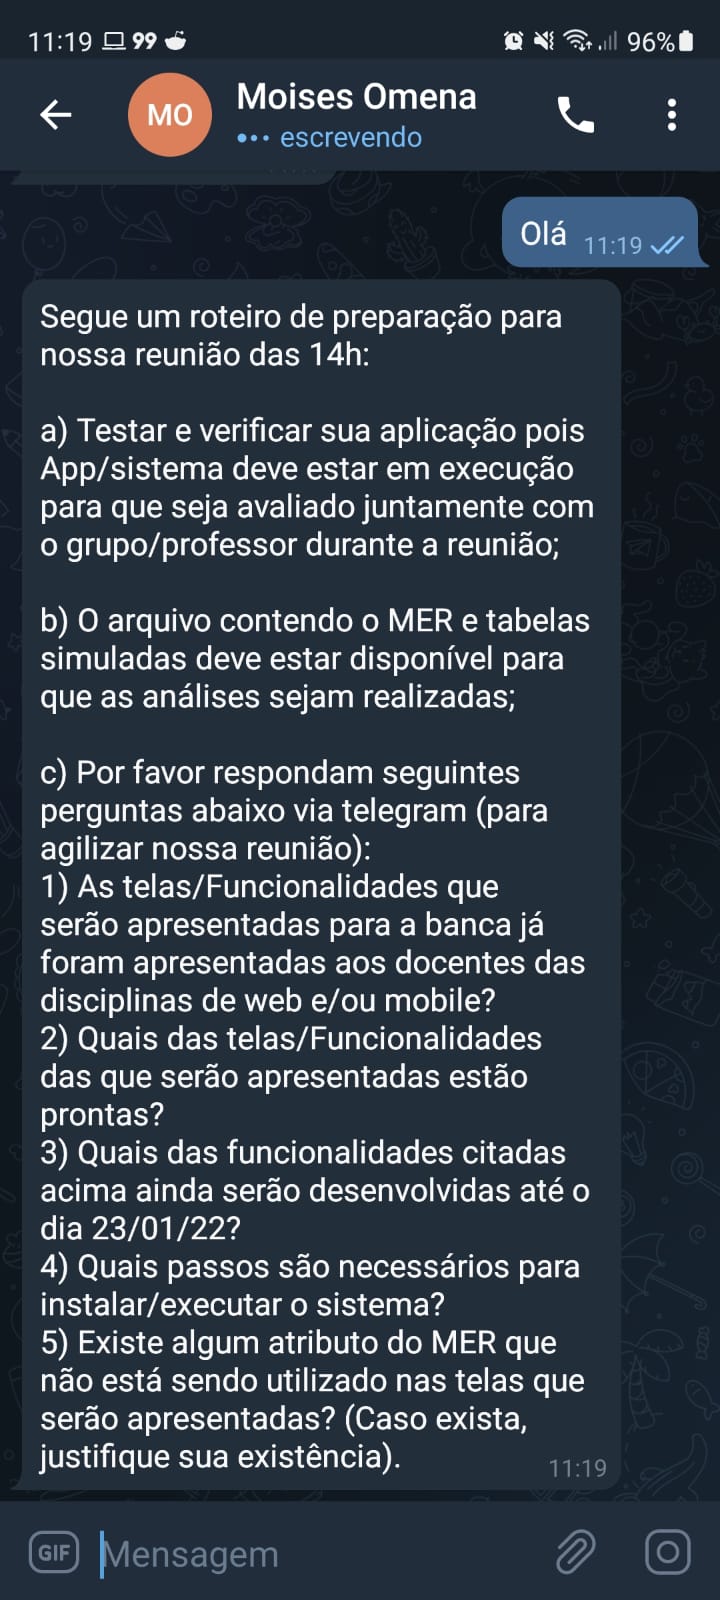 11:19 99 96%
MO
Moises Omena
escrevendo
Olá 11:19
Segue um roteiro de preparação para
nossa reunião das 14h:
a) Testar e verificar sua aplicação pois
App/sistema deve estar em execução
para que seja avaliado juntamente com
o grupo/professor durante a reunião;
b) O arquivo contendo o MER e tabelas
simuladas deve estar disponível para
que as análises sejam realizadas;
c) Por favor respondam seguintes
perguntas abaixo via telegram (para
agilizar nossa reunião):
1) As telas/Funcionalidades que
serão apresentadas para a banca já
foram apresentadas aos docentes das
disciplinas de web e/ou mobile?
2) Quais das telas/Funcionalidades
das que serão apresentadas estão
prontas?
3) Quais das funcionalidades citadas
acima ainda serão desenvolvidas até o
dia 23/01/22?
4) Quais passos são necessários para
instalar/executar o sistema?
5) Existe algum atributo do MER que
não está sendo utilizado nas telas que
serão apresentadas? (Caso exista,
justifique sua existência).
11:19
GIF Mensagem